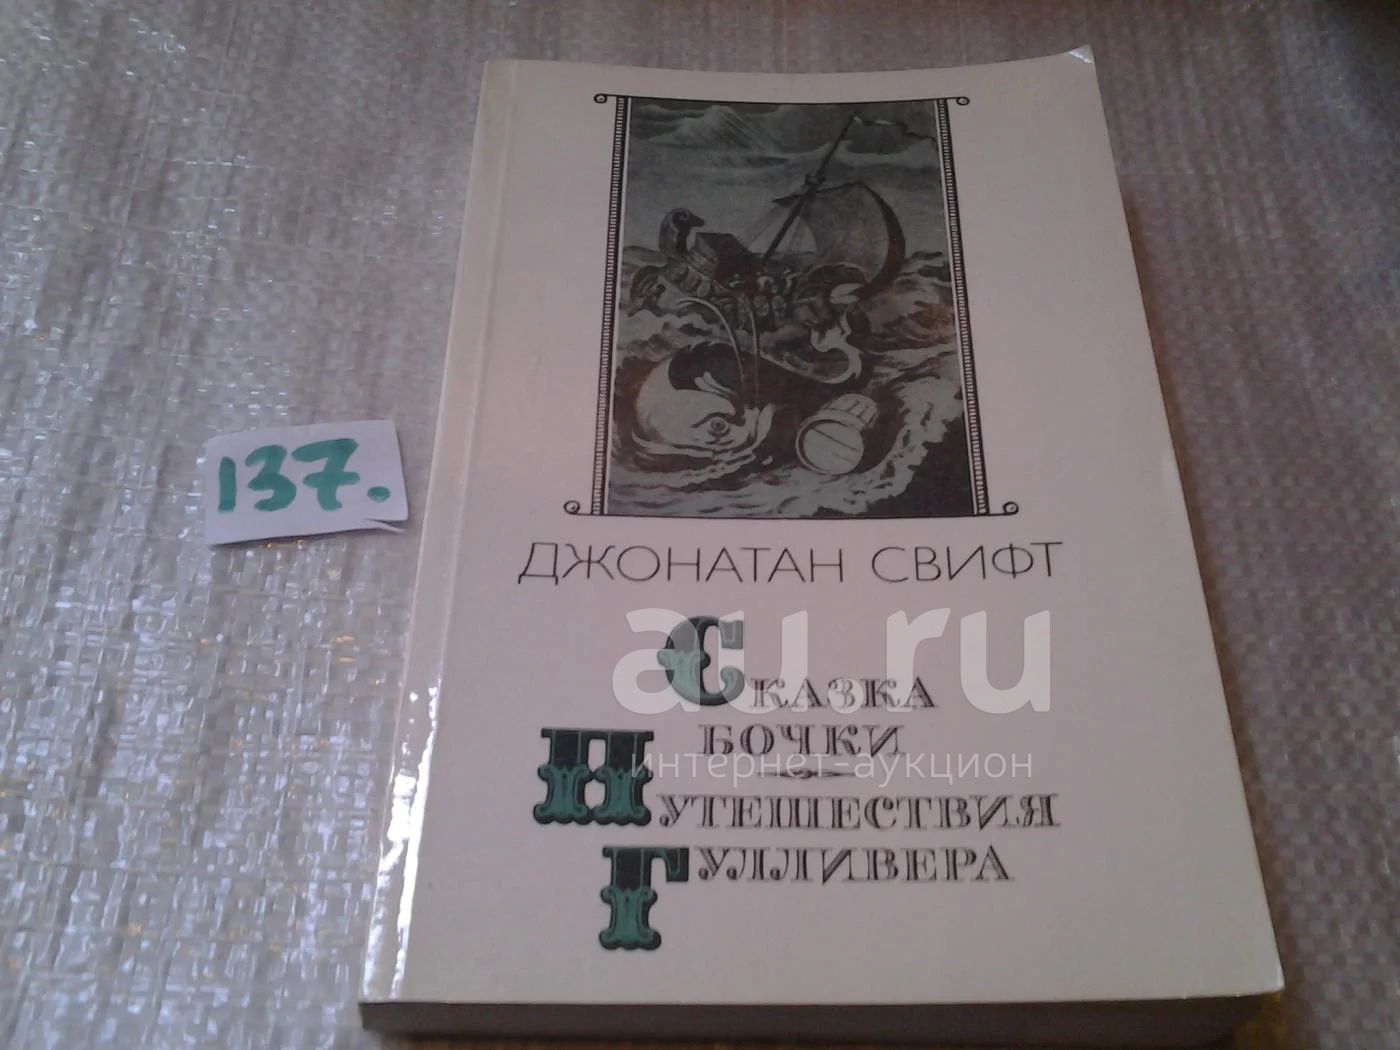 137.
ДЖОНАТАН СВИФТ
au.ru
СКАЗКА
БОЧКИ
интернет-аукцион
ПУТЕШЕСТВИЯ
ГУЛЛИВЕРА